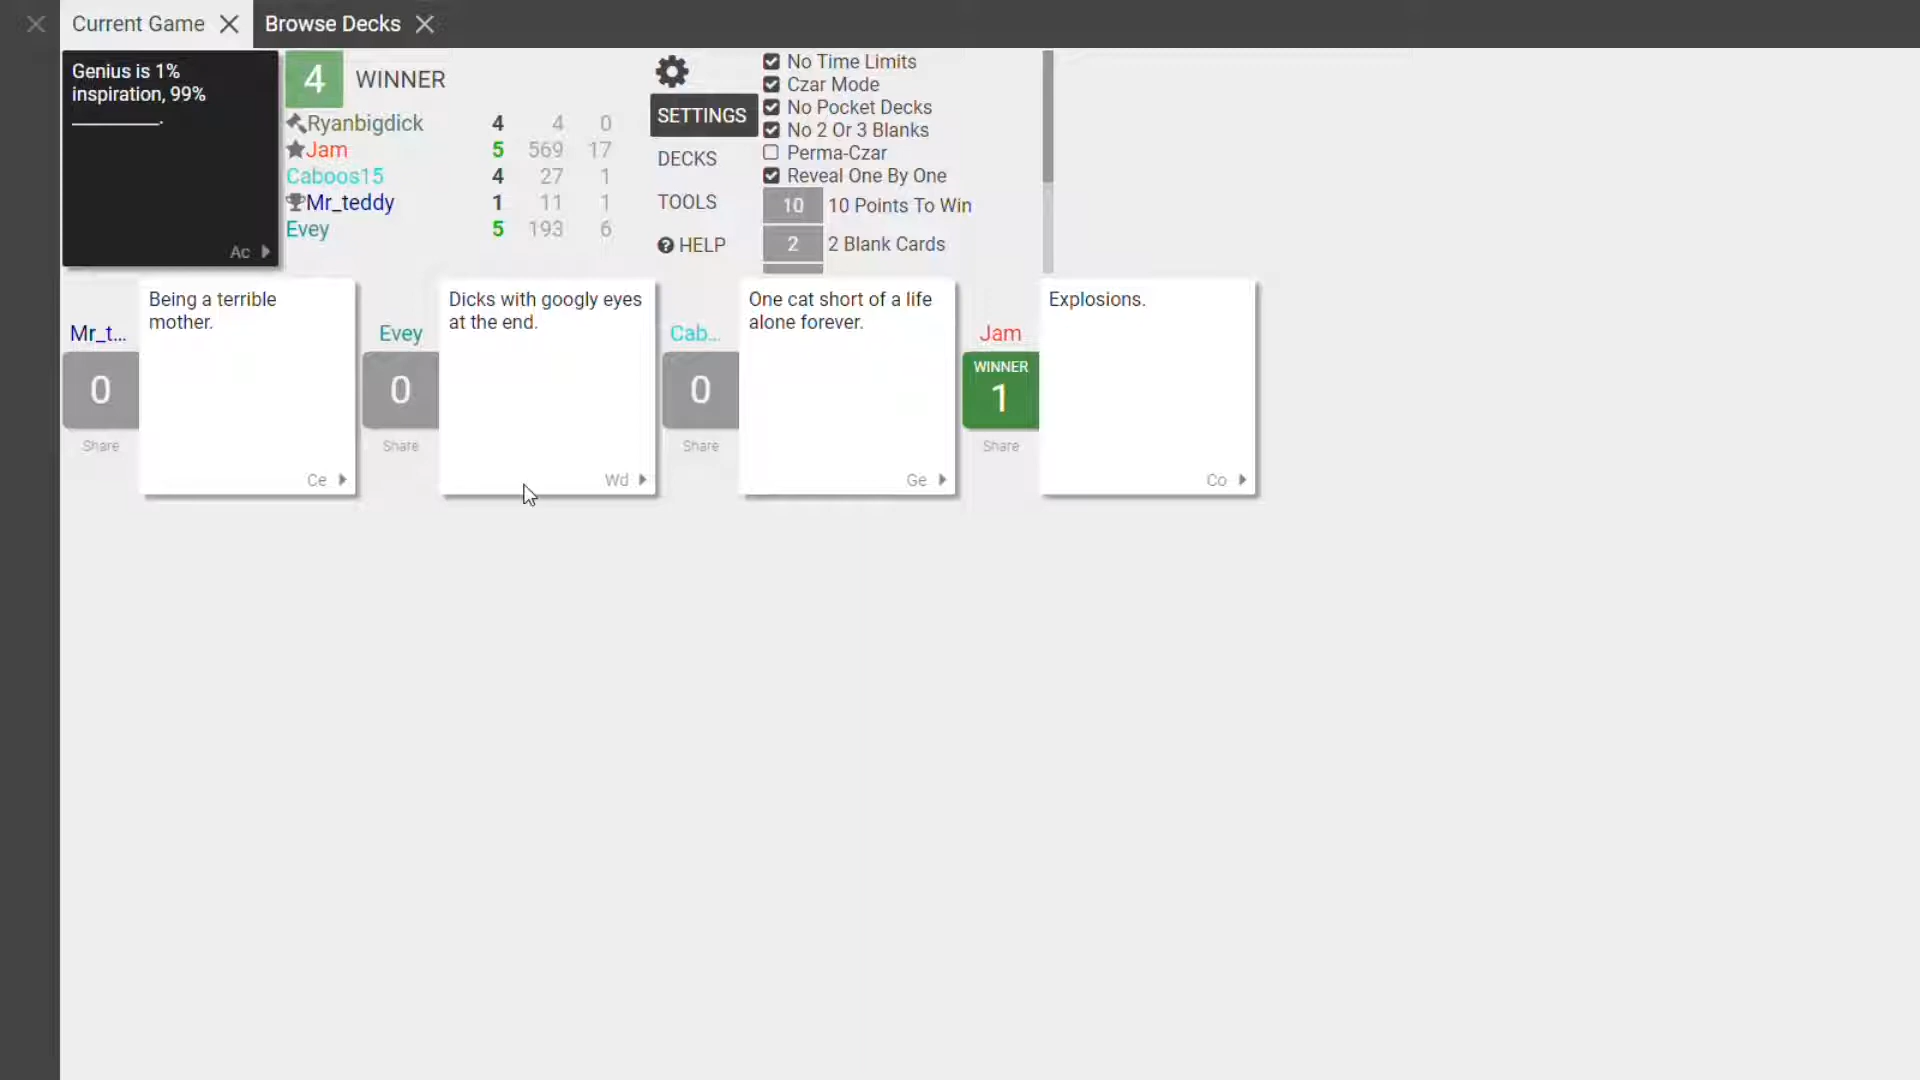 Current Game
Browse Decks
Genius is 1%
inspiration, 99%
________.
Ac
4 WINNER
Ryanbigdick 4 4 0
Jam 5 569 17
Caboos15 4 27 1
Mr_teddy 1 11 1
Evey 5 193 6
SETTINGS
DECKS
TOOLS
HELP
No Time Limits
Czar Mode
No Pocket Decks
No 2 Or 3 Blanks
Perma-Czar
Reveal One By One
10 10 Points To Win
2 2 Blank Cards
Mr_t...
0
Share
Being a terrible
mother.
Ce
Evey
0
Share
Dicks with googly eyes
at the end.
Wd
Cab...
0
Share
One cat short of a life
alone forever.
Ge
Jam
WINNER
1
Share
Explosions.
Co